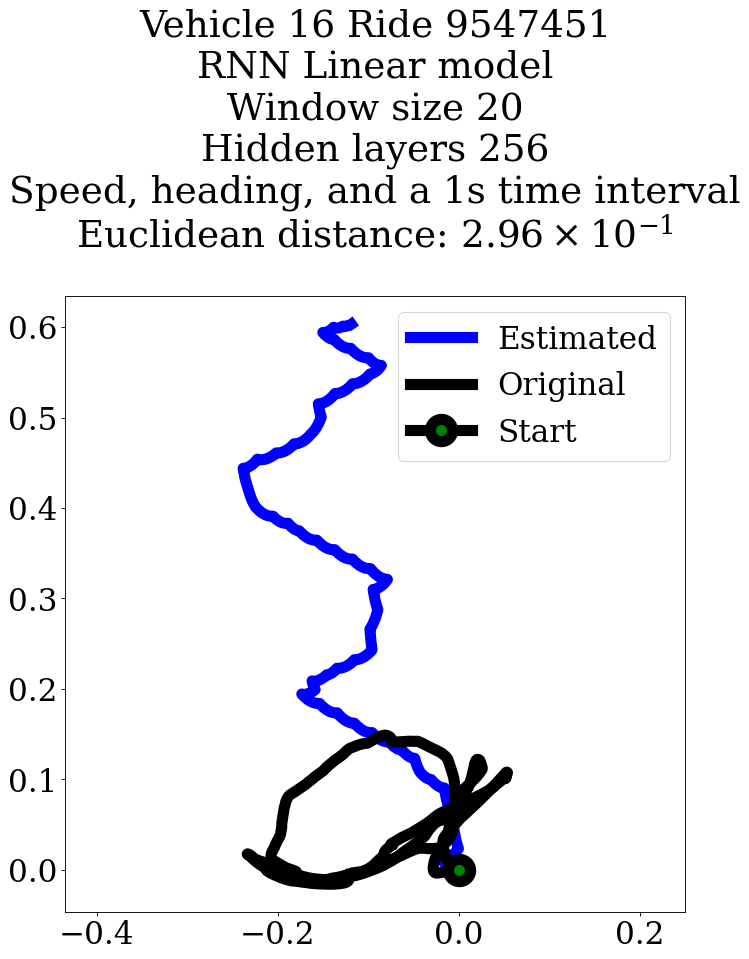 Vehicle 16 Ride 9547451
RNN Linear model
Window size 20
Hidden layers 256
Speed, heading, and a 1s time interval
Euclidean distance: 2.96 × 10⁻¹
Estimated
Original
Start
0.6
0.5
0.4
0.3
0.2
0.1
0.0
−0.4 −0.2 0.0 0.2